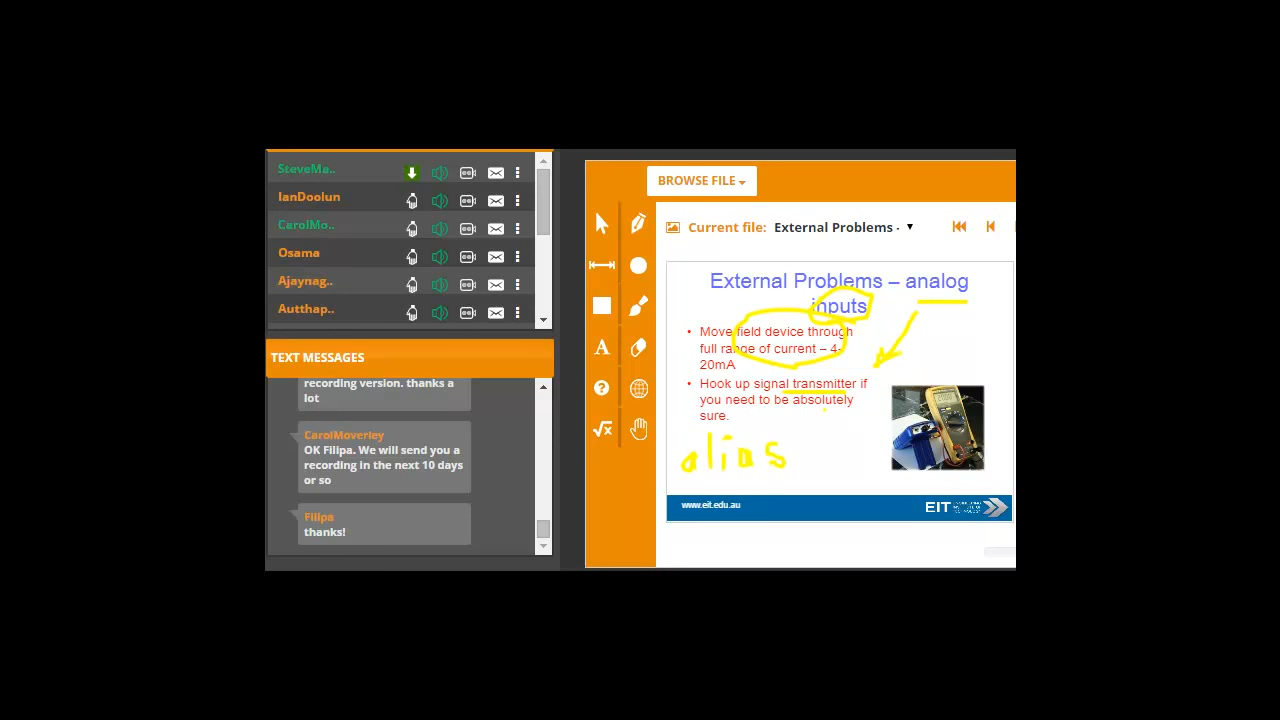 SteveMa..
IanDoolun
CarolMo..
Osama
Ajaynag..
Autthap..
TEXT MESSAGES
recording version. thanks a
lot
CarolMoverley
OK Filipa. We will send you a
recording in the next 10 days
or so
Filipa
thanks!
BROWSE FILE
Current file: External Problems -
External Problems – analog
inputs
• Move field device through
full range of current – 4-
20mA
• Hook up signal transmitter if
you need to be absolutely
sure.
alias
www.eit.edu.au
EIT